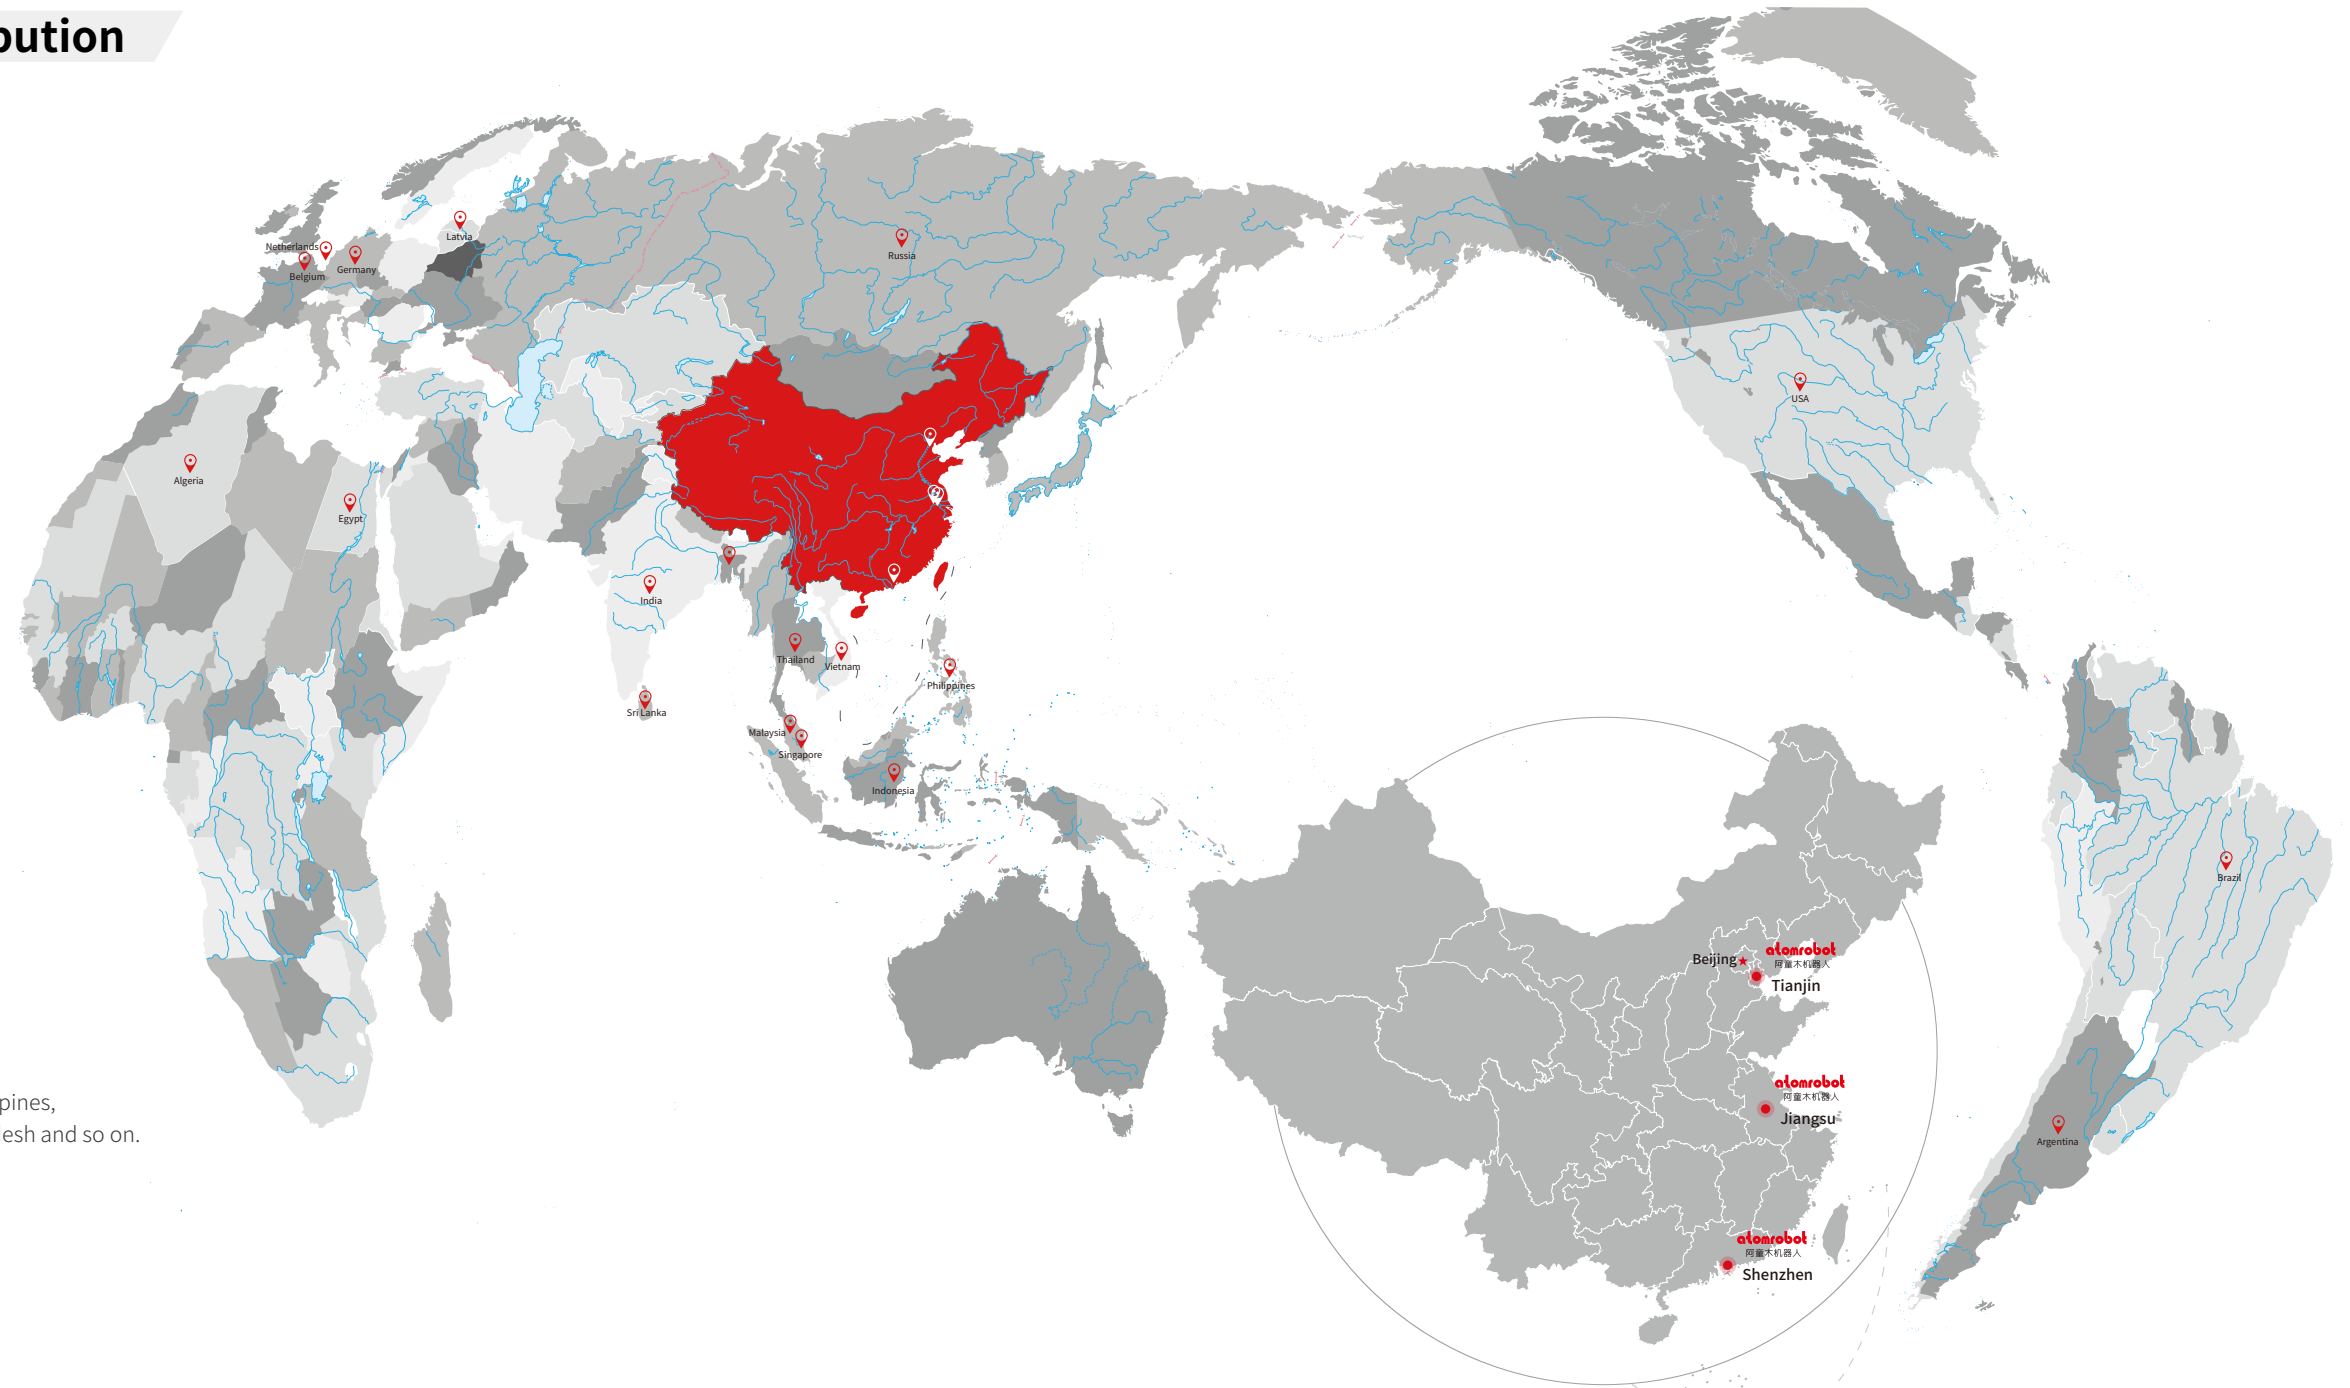 bution
Latvia
Netherlands
Belgium
Germany
Russia
USA
Algeria
Egypt
India
Thailand
Vietnam
Philippines
Sri Lanka
Malaysia
Singapore
Indonesia
Brazil
Argentina
atomrobot
阿童木机器人
Beijing
Tianjin
atomrobot
阿童木机器人
Jiangsu
atomrobot
阿童木机器人
Shenzhen
pines,
lesh and so on.